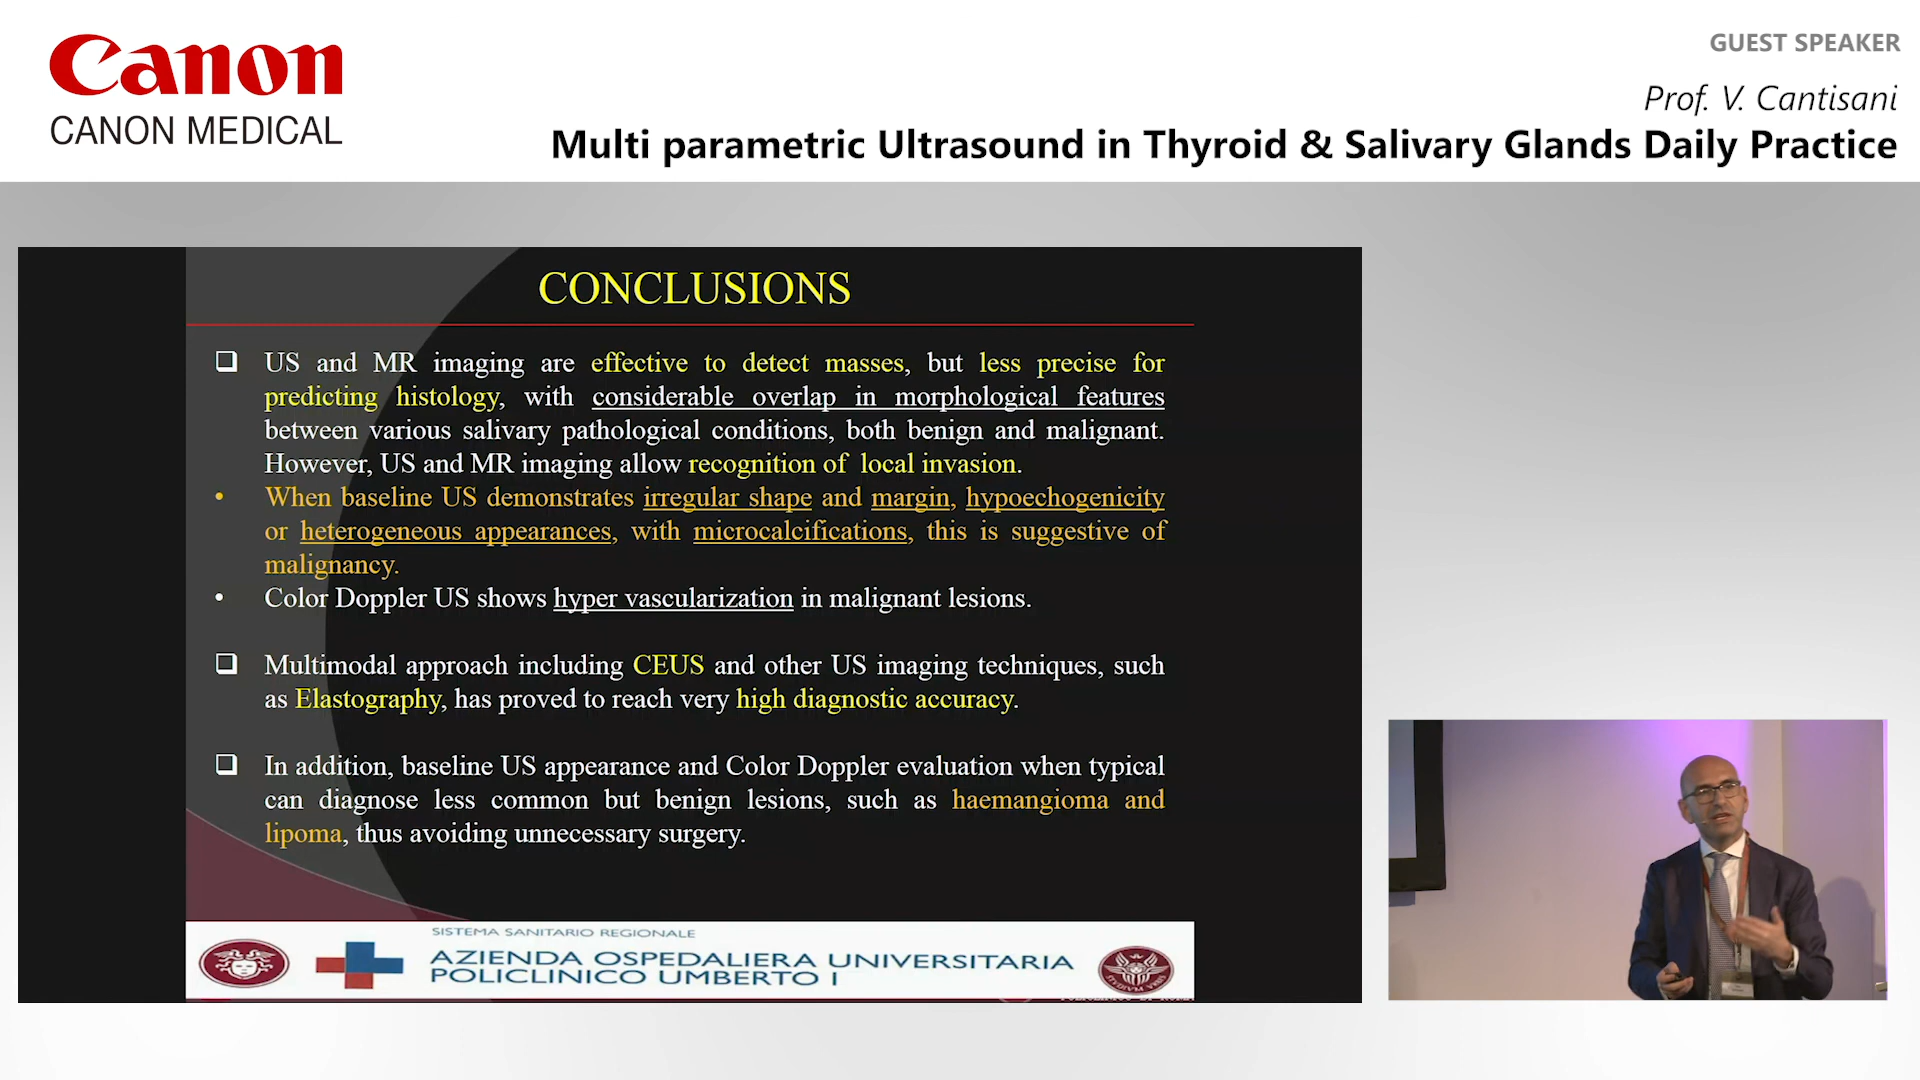 Canon
CANON MEDICAL
GUEST SPEAKER
Prof. V. Cantisani
Multi parametric Ultrasound in Thyroid & Salivary Glands Daily Practice
CONCLUSIONS
❑ US and MR imaging are effective to detect masses, but less precise for
predicting histology, with considerable overlap in morphological features
between various salivary pathological conditions, both benign and malignant.
However, US and MR imaging allow recognition of local invasion.
• When baseline US demonstrates irregular shape and margin, hypoechogenicity
or heterogeneous appearances, with microcalcifications, this is suggestive of
malignancy.
• Color Doppler US shows hyper vascularization in malignant lesions.
❑ Multimodal approach including CEUS and other US imaging techniques, such
as Elastography, has proved to reach very high diagnostic accuracy.
❑ In addition, baseline US appearance and Color Doppler evaluation when typical
can diagnose less common but benign lesions, such as haemangioma and
lipoma, thus avoiding unnecessary surgery.
SISTEMA SANITARIO REGIONALE
AZIENDA OSPEDALIERA UNIVERSITARIA
POLICLINICO UMBERTO I